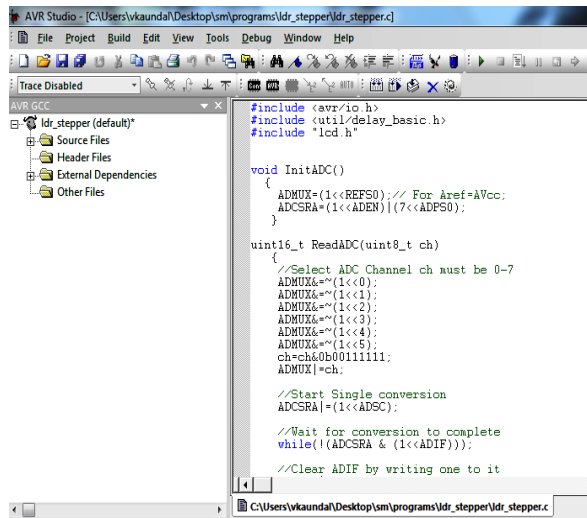 AVR Studio - [C:\Users\vkaundal\Desktop\sm\programs\ldr_stepper\ldr_stepper.c]
File Project Build Edit View Tools Debug Window Help
Trace Disabled
AVR GCC
ldr_stepper (default)*
Source Files
Header Files
External Dependencies
Other Files
#include <avr/io.h>
#include <util/delay_basic.h>
#include "lcd.h"
void InitADC()
{
ADMUX=(1<<REFS0);// For Aref=AVcc;
ADCSRA=(1<<ADEN)|(7<<ADPS0);
}
uint16_t ReadADC(uint8_t ch)
{
//Select ADC Channel ch must be 0-7
ADMUX&=~(1<<0);
ADMUX&=~(1<<1);
ADMUX&=~(1<<2);
ADMUX&=~(1<<3);
ADMUX&=~(1<<4);
ADMUX&=~(1<<5);
ch=ch&0b00111111;
ADMUX|=ch;
//Start Single conversion
ADCSRA|=(1<<ADSC);
//Wait for conversion to complete
while(!(ADCSRA & (1<<ADIF)));
//Clear ADIF by writing one to it
C:\Users\vkaundal\Desktop\sm\programs\ldr_stepper\ldr_stepper.c